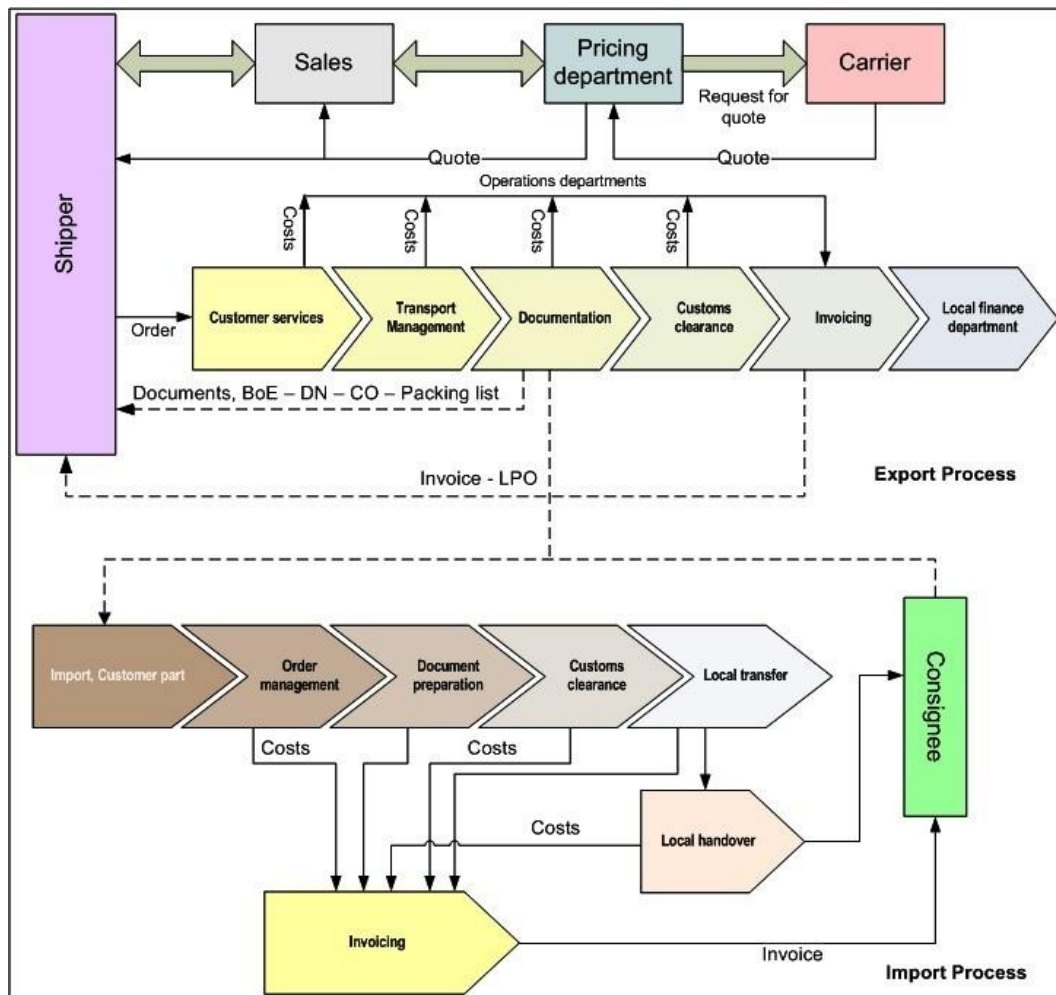 Shipper
Sales
Pricing
department
Carrier
Request for
quote
Quote
Quote
Operations departments
Costs
Costs
Costs
Costs
Order
Customer services
Transport
Management
Documentation
Customs
clearance
Invoicing
Local finance
department
Documents, BoE – DN – CO – Packing list
Invoice - LPO
Export Process
Import, Customer part
Order
management
Document
preparation
Customs
clearance
Local transfer
Consignee
Costs
Costs
Costs
Local handover
Invoicing
Invoice
Import Process